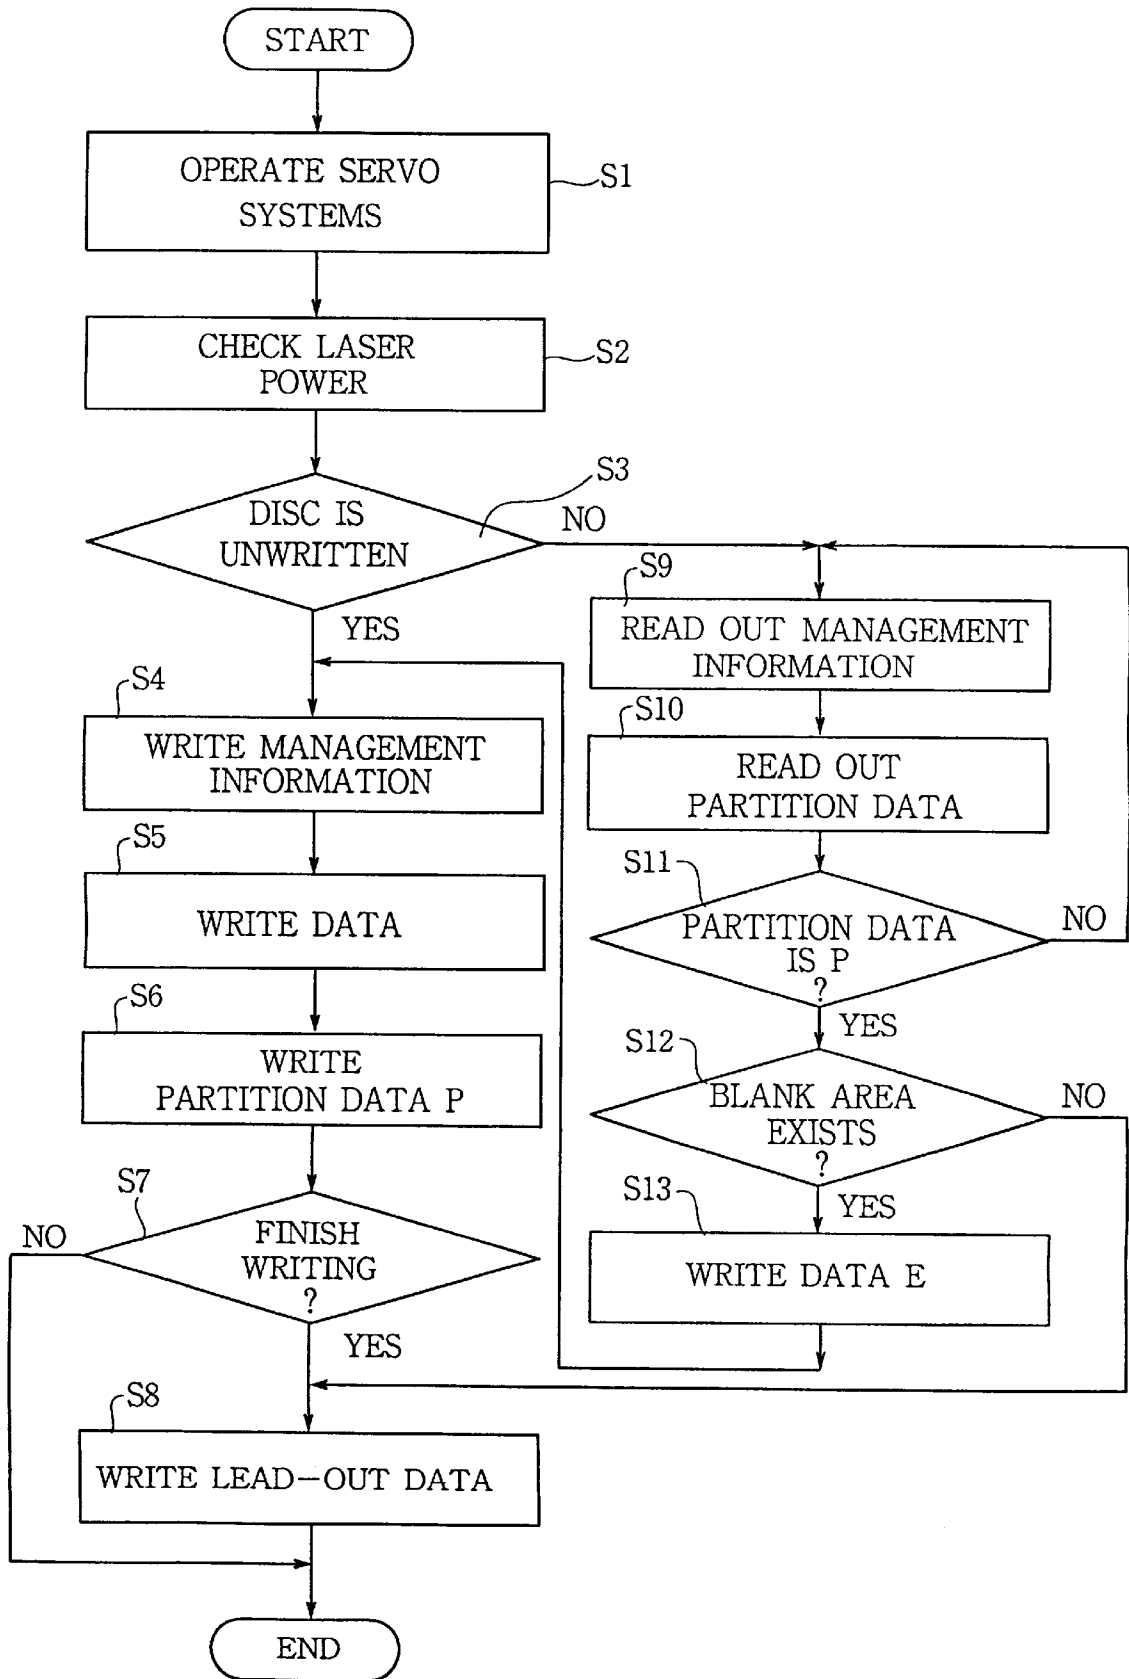 START
OPERATE SERVO
SYSTEMS
S1
CHECK LASER
POWER
S2
S3
DISC IS
UNWRITTEN
NO
YES
S4
WRITE MANAGEMENT
INFORMATION
S5
WRITE DATA
S6
WRITE
PARTITION DATA P
S7
FINISH
WRITING
?
NO
YES
S8
WRITE LEAD-OUT DATA
END
S9
READ OUT MANAGEMENT
INFORMATION
S10
READ OUT
PARTITION DATA
S11
PARTITION DATA
IS P
?
NO
YES
S12
BLANK AREA
EXISTS
?
NO
YES
S13
WRITE DATA E